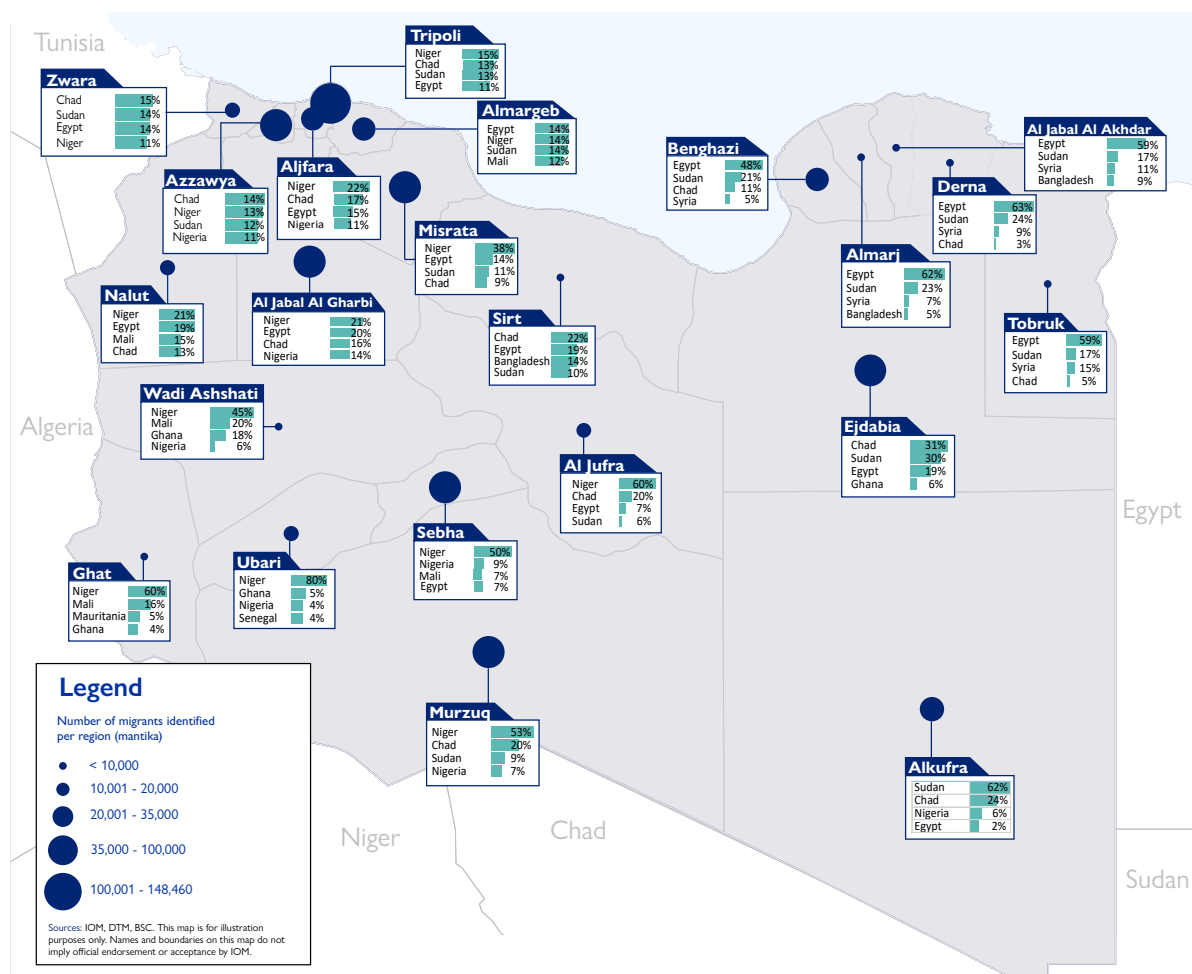 Tunisia
Tripoli
Niger 15%
Chad 13%
Sudan 13%
Egypt 11%
Zwara
Chad 15%
Sudan 14%
Egypt 14%
Niger 11%
Almargeb
Egypt 14%
Niger 14%
Sudan 14%
Mali 12%
Al Jabal Al Akhdar
Egypt 59%
Sudan 17%
Syria 11%
Bangladesh 9%
Benghazi
Egypt 48%
Sudan 21%
Chad 11%
Syria 5%
Azzawya
Chad 14%
Niger 13%
Sudan 12%
Nigeria 11%
Aljfara
Niger 22%
Chad 17%
Egypt 15%
Nigeria 11%
Derna
Egypt 63%
Sudan 24%
Syria 9%
Chad 3%
Misrata
Niger 38%
Egypt 14%
Sudan 11%
Chad 9%
Almarj
Egypt 62%
Sudan 23%
Syria 7%
Bangladesh 5%
Nalut
Niger 21%
Egypt 19%
Mali 15%
Chad 13%
Al Jabal Al Gharbi
Niger 21%
Egypt 20%
Chad 16%
Nigeria 14%
Sirt
Chad 22%
Egypt 19%
Bangladesh 14%
Sudan 10%
Tobruk
Egypt 59%
Sudan 17%
Syria 15%
Chad 5%
Wadi Ashshati
Niger 45%
Mali 20%
Ghana 18%
Nigeria 6%
Algeria
Ejdabia
Chad 31%
Sudan 30%
Egypt 19%
Ghana 6%
Al Jufra
Niger 60%
Chad 20%
Egypt 7%
Sudan 6%
Egypt
Sebha
Niger 50%
Nigeria 9%
Mali 7%
Egypt 7%
Ubari
Niger 80%
Ghana 5%
Nigeria 4%
Senegal 4%
Ghat
Niger 60%
Mali 16%
Mauritania 5%
Ghana 4%
Murzuq
Niger 53%
Chad 20%
Sudan 9%
Nigeria 7%
Alkufra
Sudan 62%
Chad 24%
Nigeria 6%
Egypt 2%
Niger
Chad
Sudan
Legend
Number of migrants identified
per region (mantika)
< 10,000
10,001 - 20,000
20,001 - 35,000
35,000 - 100,000
100,001 - 148,460
Sources: IOM, DTM, BSC. This map is for illustration
purposes only. Names and boundaries on this map do not
imply official endorsement or acceptance by IOM.